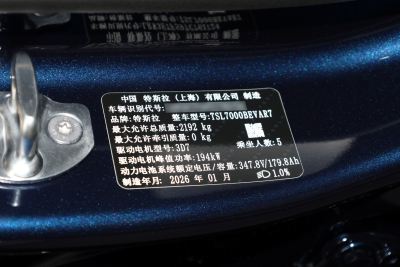 中国 特斯拉（上海）有限公司 制造
车辆识别代号:
品牌:特斯拉 整车型号:TSL7000BEVAR7
最大允许总质量:2192 kg
最大允许牵引质量:0 kg
驱动电机型号:3D7 乘坐人数:5
驱动电机峰值功率:194kW
动力电池系统额定电压/容量:347.8V/179.8Ah
制造年月: 2026 年 01 月 1.0%